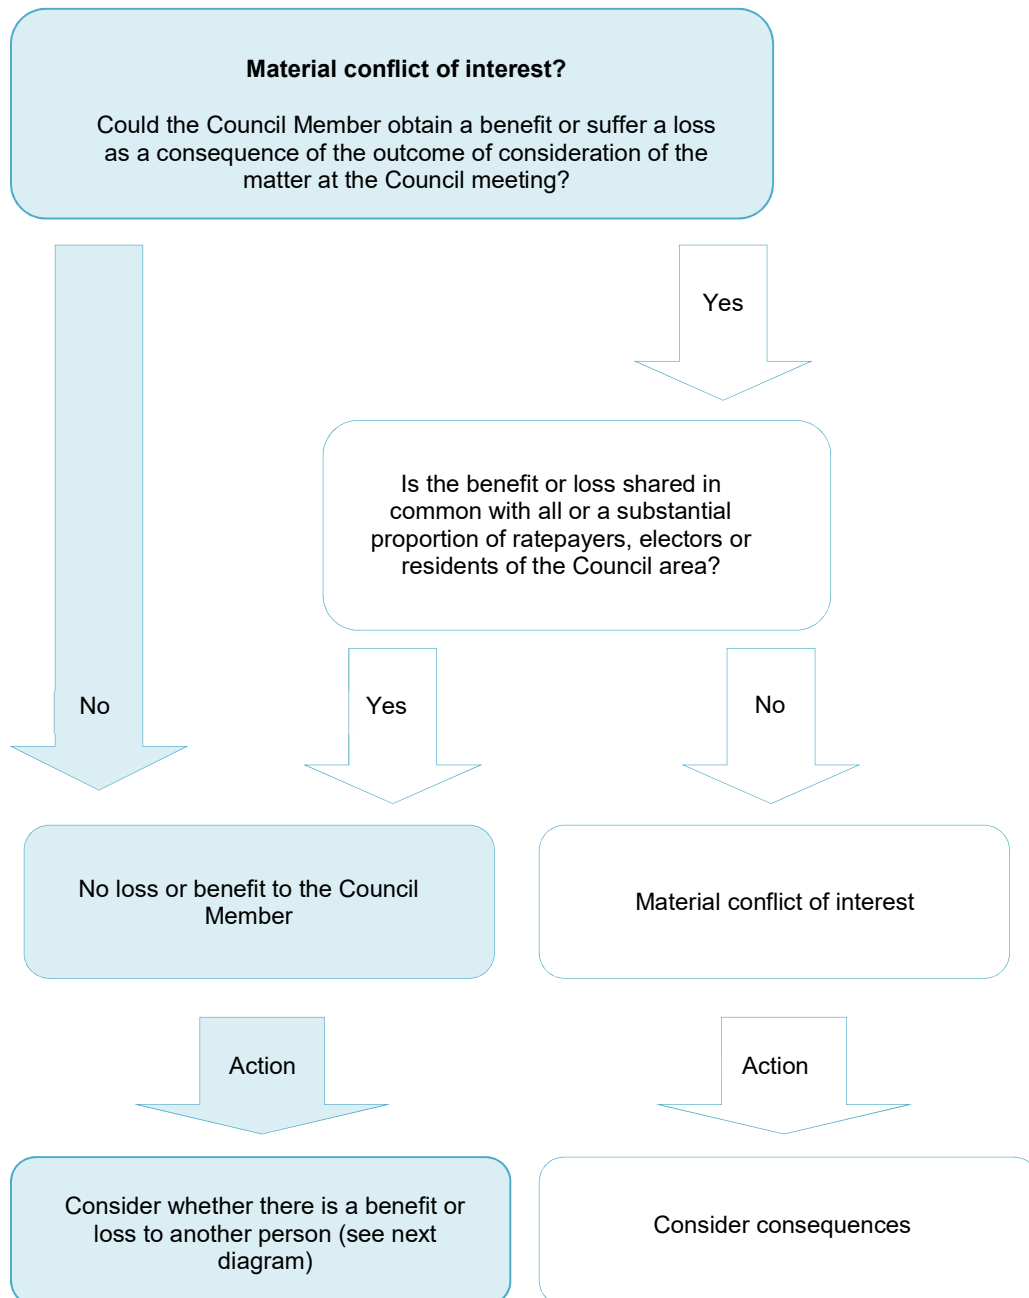 Material conflict of interest?
Could the Council Member obtain a benefit or suffer a loss
as a consequence of the outcome of consideration of the
matter at the Council meeting?
Yes
Is the benefit or loss shared in
common with all or a substantial
proportion of ratepayers, electors or
residents of the Council area?
No
Yes
No
No loss or benefit to the Council
Member
Material conflict of interest
Action
Action
Consider whether there is a benefit or
loss to another person (see next
diagram)
Consider consequences